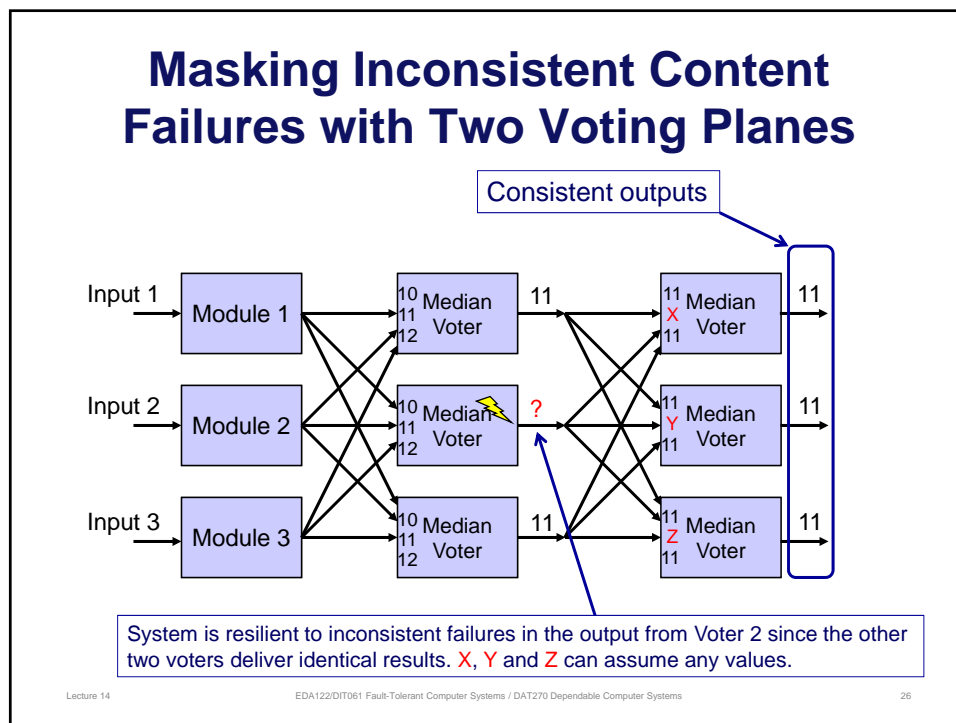 Masking Inconsistent Content
Failures with Two Voting Planes
Consistent outputs
Input 1
Module 1
10
11
12
Median
Voter
11
11
X
11
Median
Voter
11
Input 2
Module 2
10
11
12
Median
Voter
?
11
Y
11
Median
Voter
11
Input 3
Module 3
10
11
12
Median
Voter
11
11
Z
11
Median
Voter
11
System is resilient to inconsistent failures in the output from Voter 2 since the other
two voters deliver identical results. X, Y and Z can assume any values.
Lecture 14
EDA122/DIT061 Fault-Tolerant Computer Systems / DAT270 Dependable Computer Systems
26